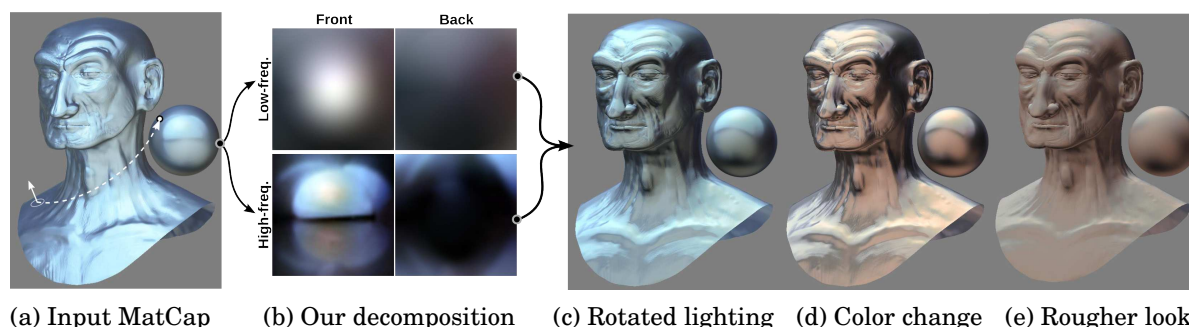 Front Back
Low-freq.
High-freq.
(a) Input MatCap (b) Our decomposition (c) Rotated lighting (d) Color change (e) Rougher look